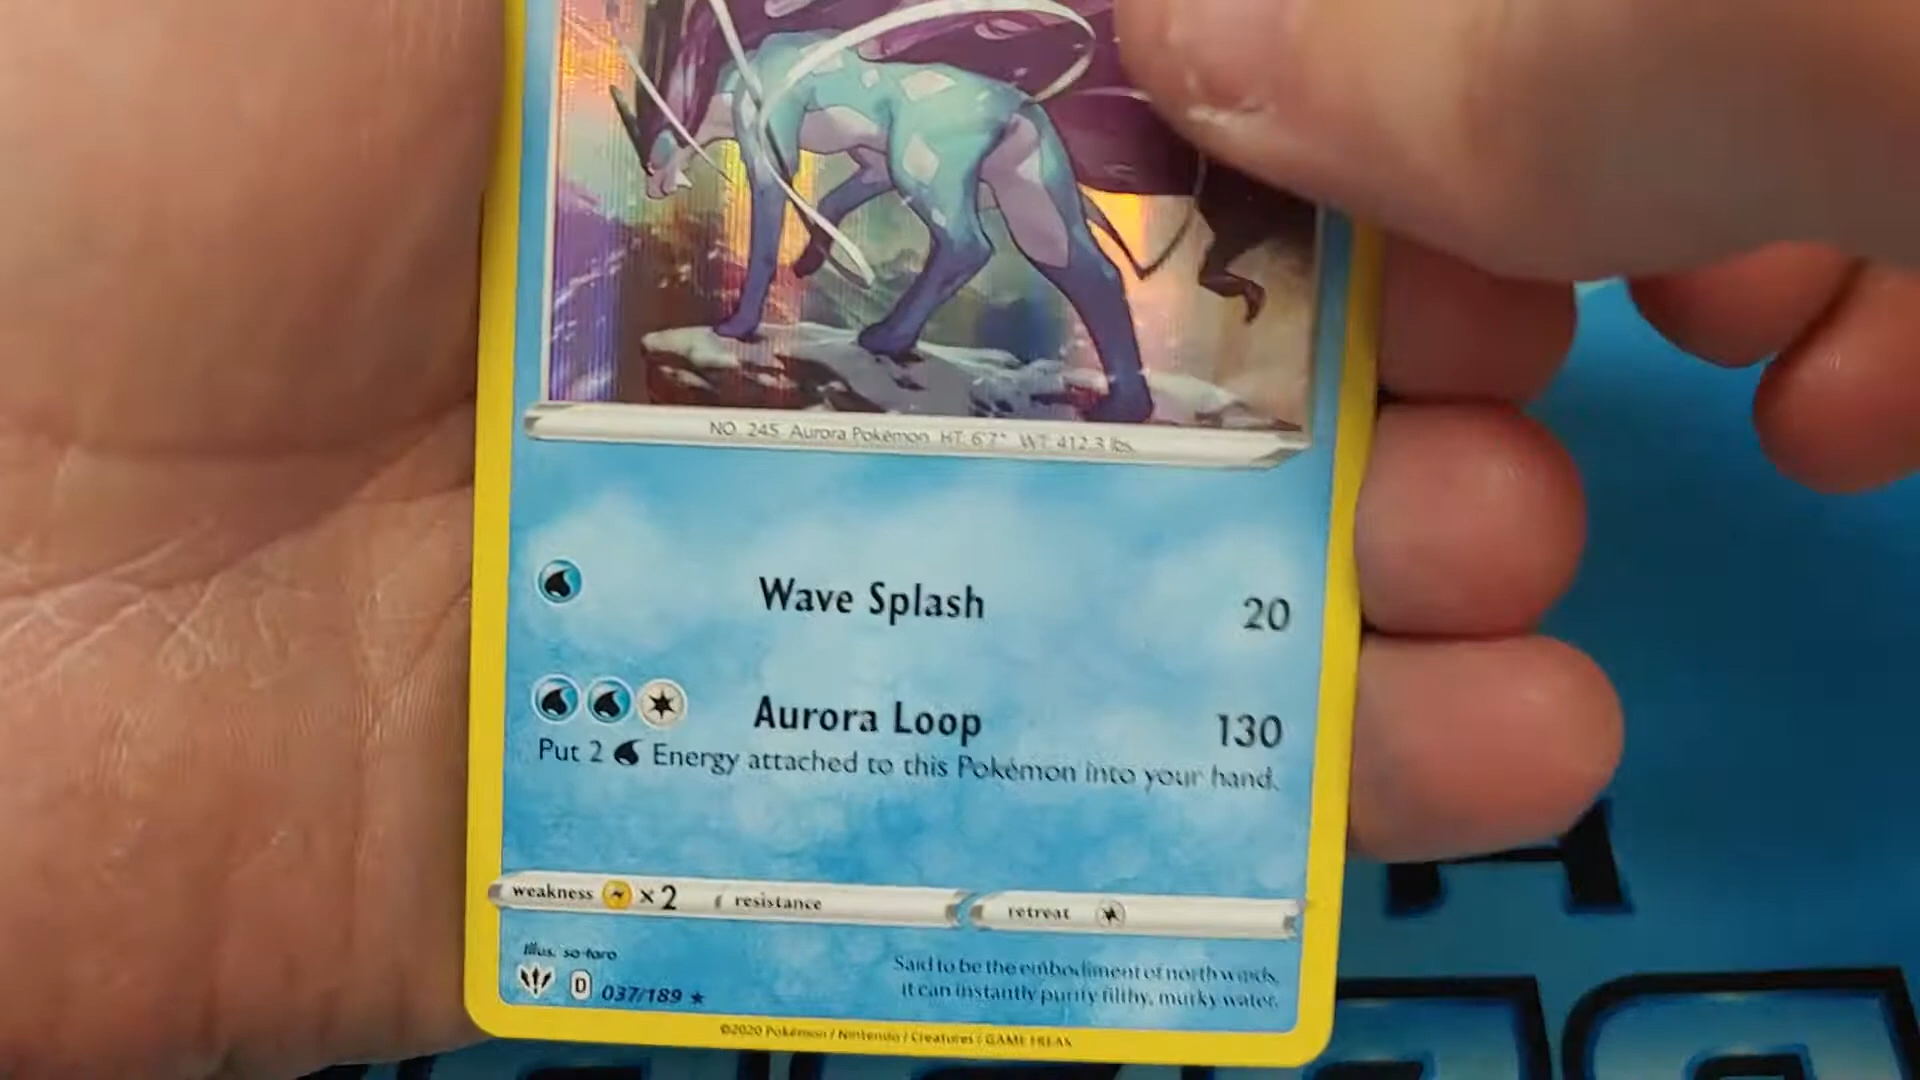 NO. 245 Aurora Pokémon HT: 6'7" WT: 412.3 lbs.
Wave Splash 20
Aurora Loop 130
Put 2 Energy attached to this Pokémon into your hand.
weakness ×2 resistance retreat
Illus. so-taro
D 037/189 ★
Said to be the embodiment of north winds,
it can instantly purify filthy, murky water.
©2020 Pokémon / Nintendo / Creatures / GAME FREAK